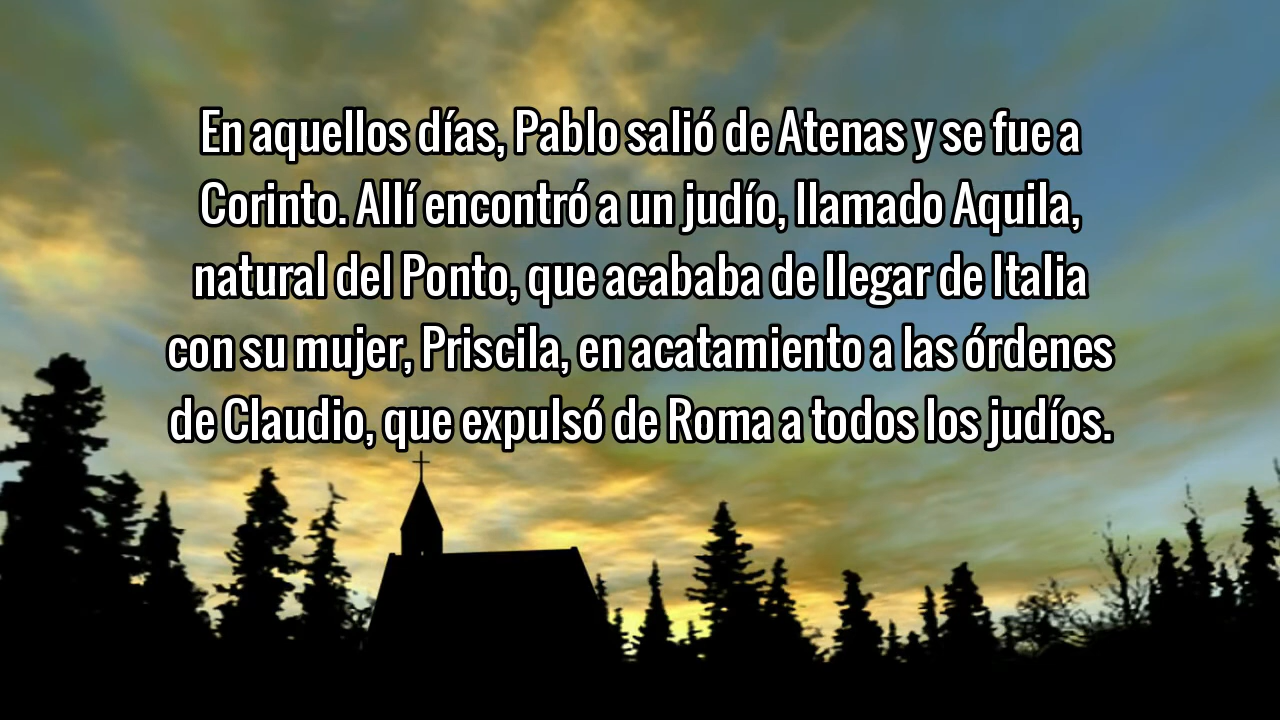 En aquellos días, Pablo salió de Atenas y se fue a
Corinto. Allí encontró a un judío, llamado Aquila,
natural del Ponto, que acababa de llegar de Italia
con su mujer, Priscila, en acatamiento a las órdenes
de Claudio, que expulsó de Roma a todos los judíos.